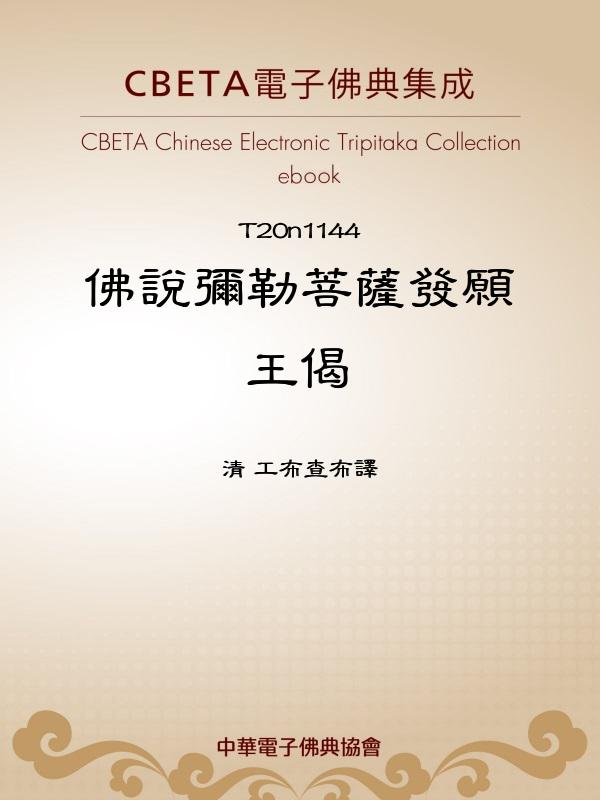 CBETA電子佛典集成
CBETA Chinese Electronic Tripitaka Collection
ebook
T20n1144
佛說彌勒菩薩發願
王偈
清 工布查布譯
中華電子佛典協會